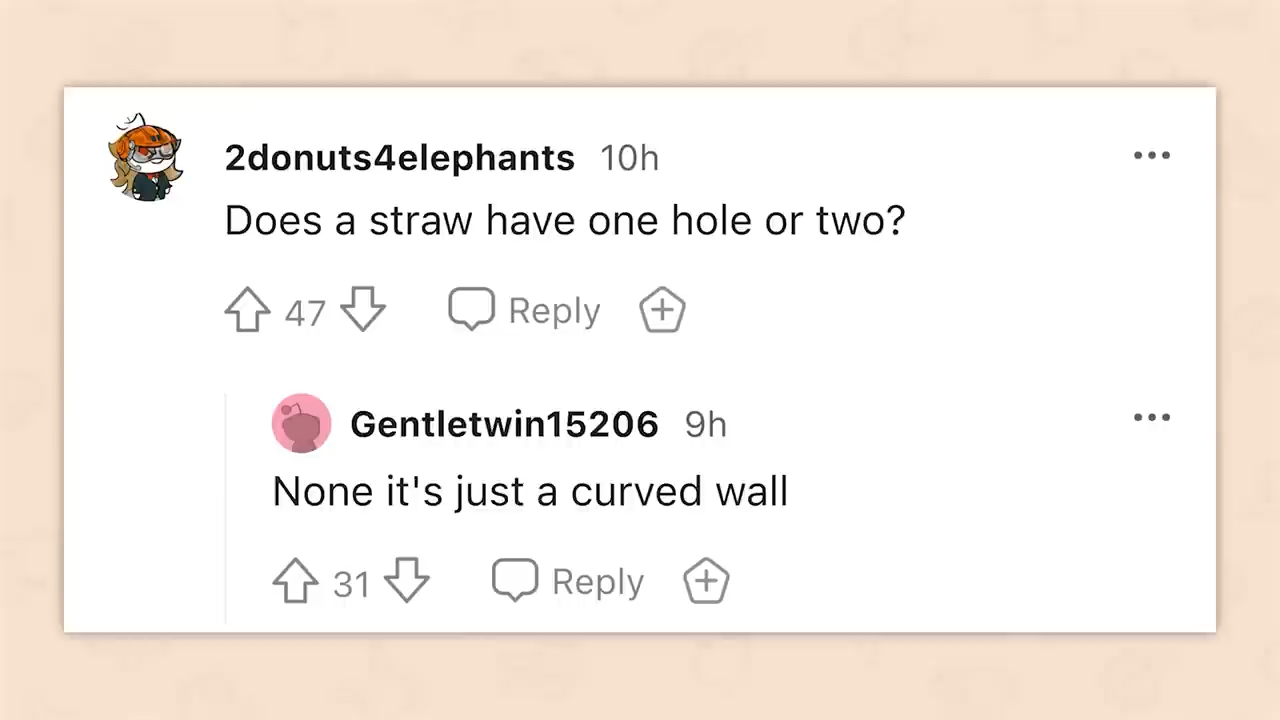 2donuts4elephants 10h
Does a straw have one hole or two?
47 Reply
Gentletwin15206 9h
None it's just a curved wall
31 Reply